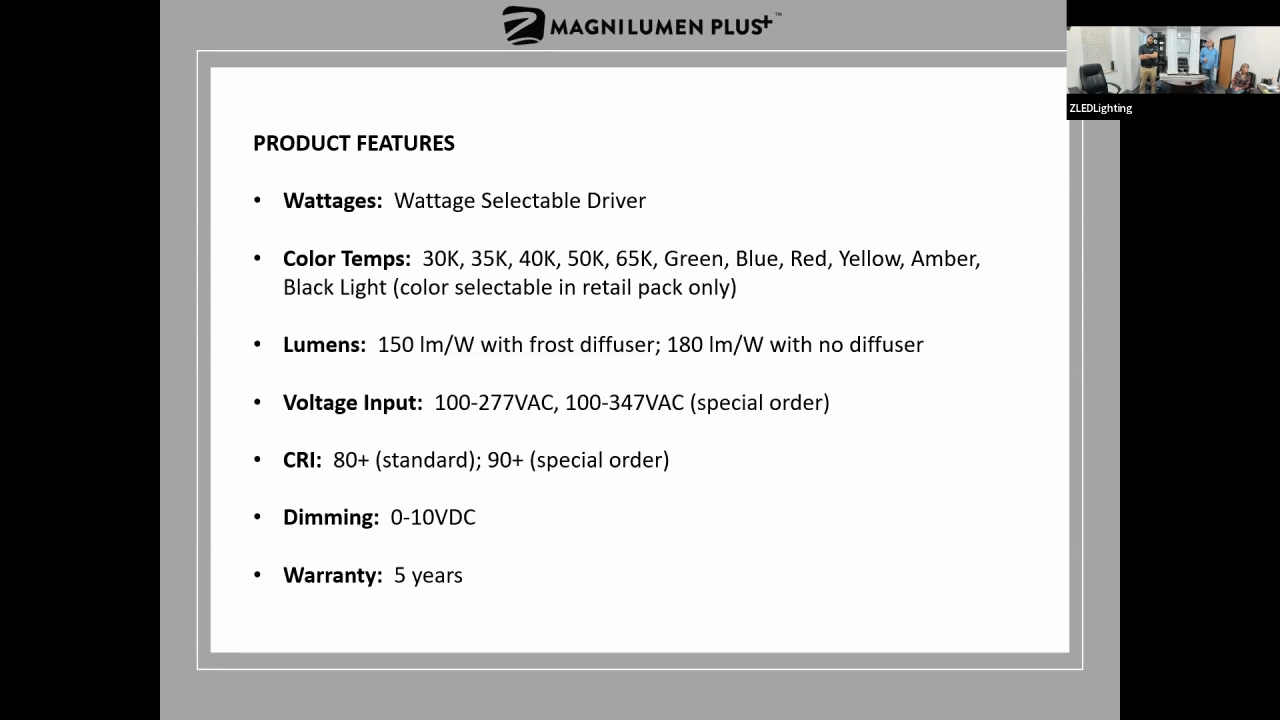 MAGNILUMEN PLUS+™
ZLEDLighting
PRODUCT FEATURES
• Wattages: Wattage Selectable Driver
• Color Temps: 30K, 35K, 40K, 50K, 65K, Green, Blue, Red, Yellow, Amber,
Black Light (color selectable in retail pack only)
• Lumens: 150 lm/W with frost diffuser; 180 lm/W with no diffuser
• Voltage Input: 100-277VAC, 100-347VAC (special order)
• CRI: 80+ (standard); 90+ (special order)
• Dimming: 0-10VDC
• Warranty: 5 years